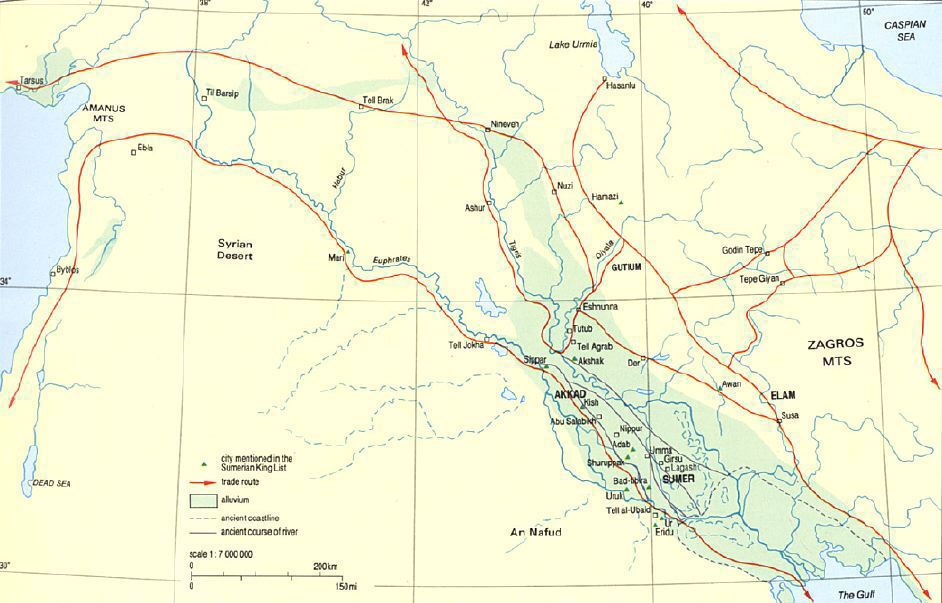 36°
42°
48°
50°
CASPIAN
SEA
Lake Urmia
Hasanlu
Tarsus
Til Barsip
Tell Brak
AMANUS
MTS
Nineveh
Ebla
Habur
Nuzi
Hamazi
Ashur
Tigris
Diyala
Syrian
Desert
Godin Tepe
Mari
Euphrates
GUTIUM
Byblos
Tepe Giyan
34°
Eshnunna
Tutub
Tell Agrab
ZAGROS
MTS
Tell Jokha
Sippar
Akshak
Der
Awan
AKKAD
ELAM
Kish
Abu Salabikh
Susa
Nippur
Adab
Umma
Girsu
Lagash
Shuruppak
SUMER
Bad-tibira
Uruk
Tell al-Ubaid
Ur
Eridu
city mentioned in the
Sumerian King List
trade route
alluvium
ancient coastline
ancient course of river
DEAD SEA
An Nafud
scale 1: 7 000 000
0 200km
0 150mi
30°
The Gulf